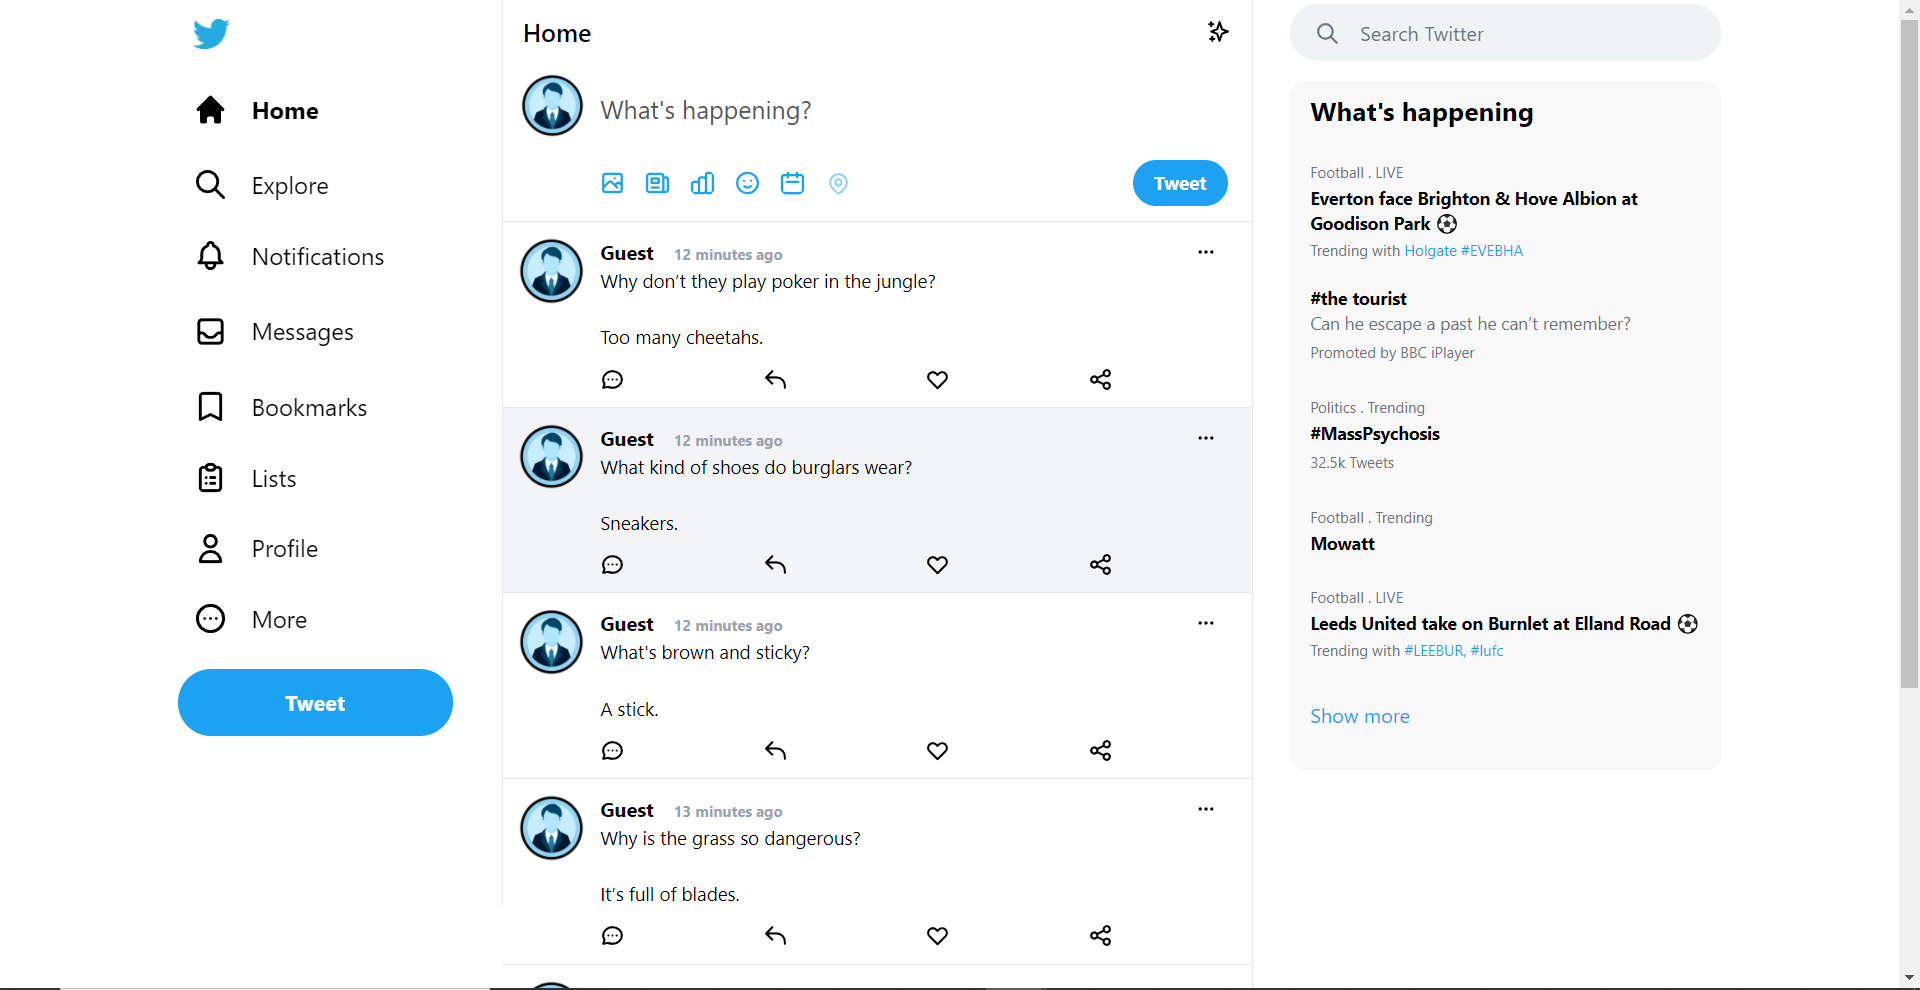 Home
Explore
Notifications
Messages
Bookmarks
Lists
Profile
More
Tweet
Home
What's happening?
Tweet
Guest 12 minutes ago
Why don’t they play poker in the jungle?
Too many cheetahs.
Guest 12 minutes ago
What kind of shoes do burglars wear?
Sneakers.
Guest 12 minutes ago
What's brown and sticky?
A stick.
Guest 13 minutes ago
Why is the grass so dangerous?
It’s full of blades.
Search Twitter
What's happening
Football . LIVE
Everton face Brighton & Hove Albion at
Goodison Park ⚽
Trending with Holgate #EVEBHA
#the tourist
Can he escape a past he can’t remember?
Promoted by BBC iPlayer
Politics . Trending
#MassPsychosis
32.5k Tweets
Football . Trending
Mowatt
Football . LIVE
Leeds United take on Burnlet at Elland Road ⚽
Trending with #LEEBUR, #lufc
Show more